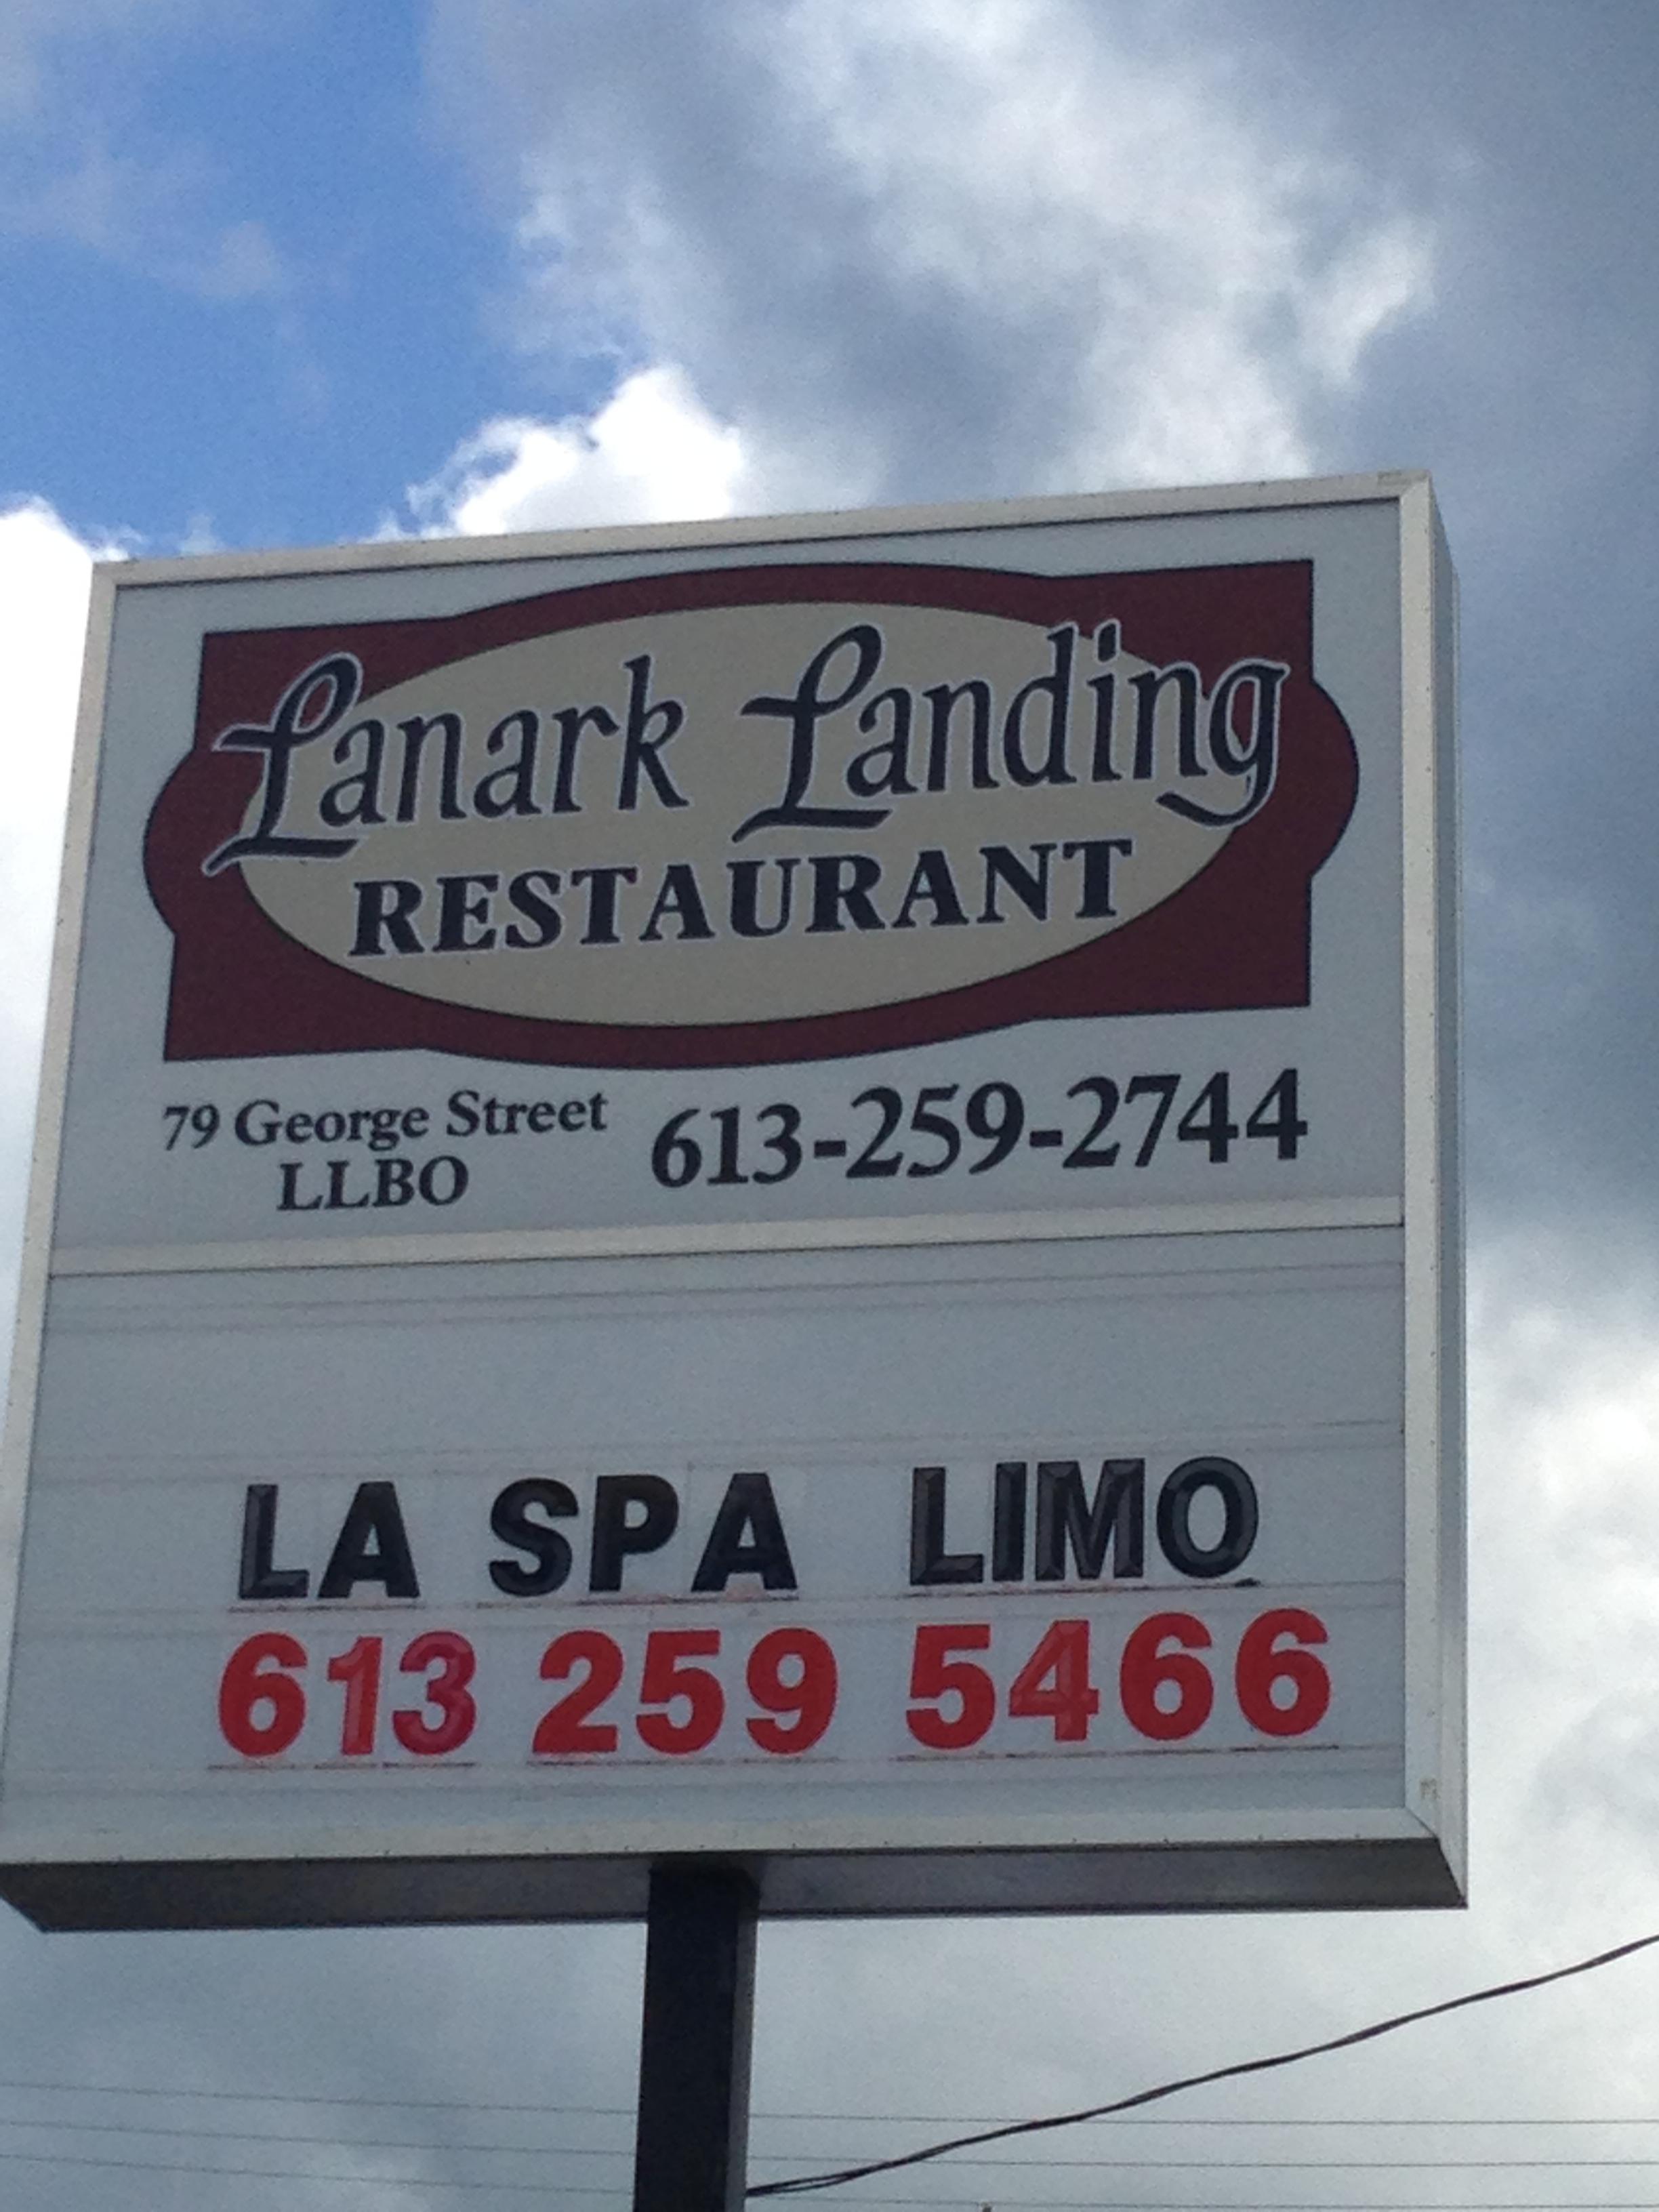 Lanark Landing
RESTAURANT
79 George Street
LLBO
613-259-2744
LA SPA LIMO
613 259 5466